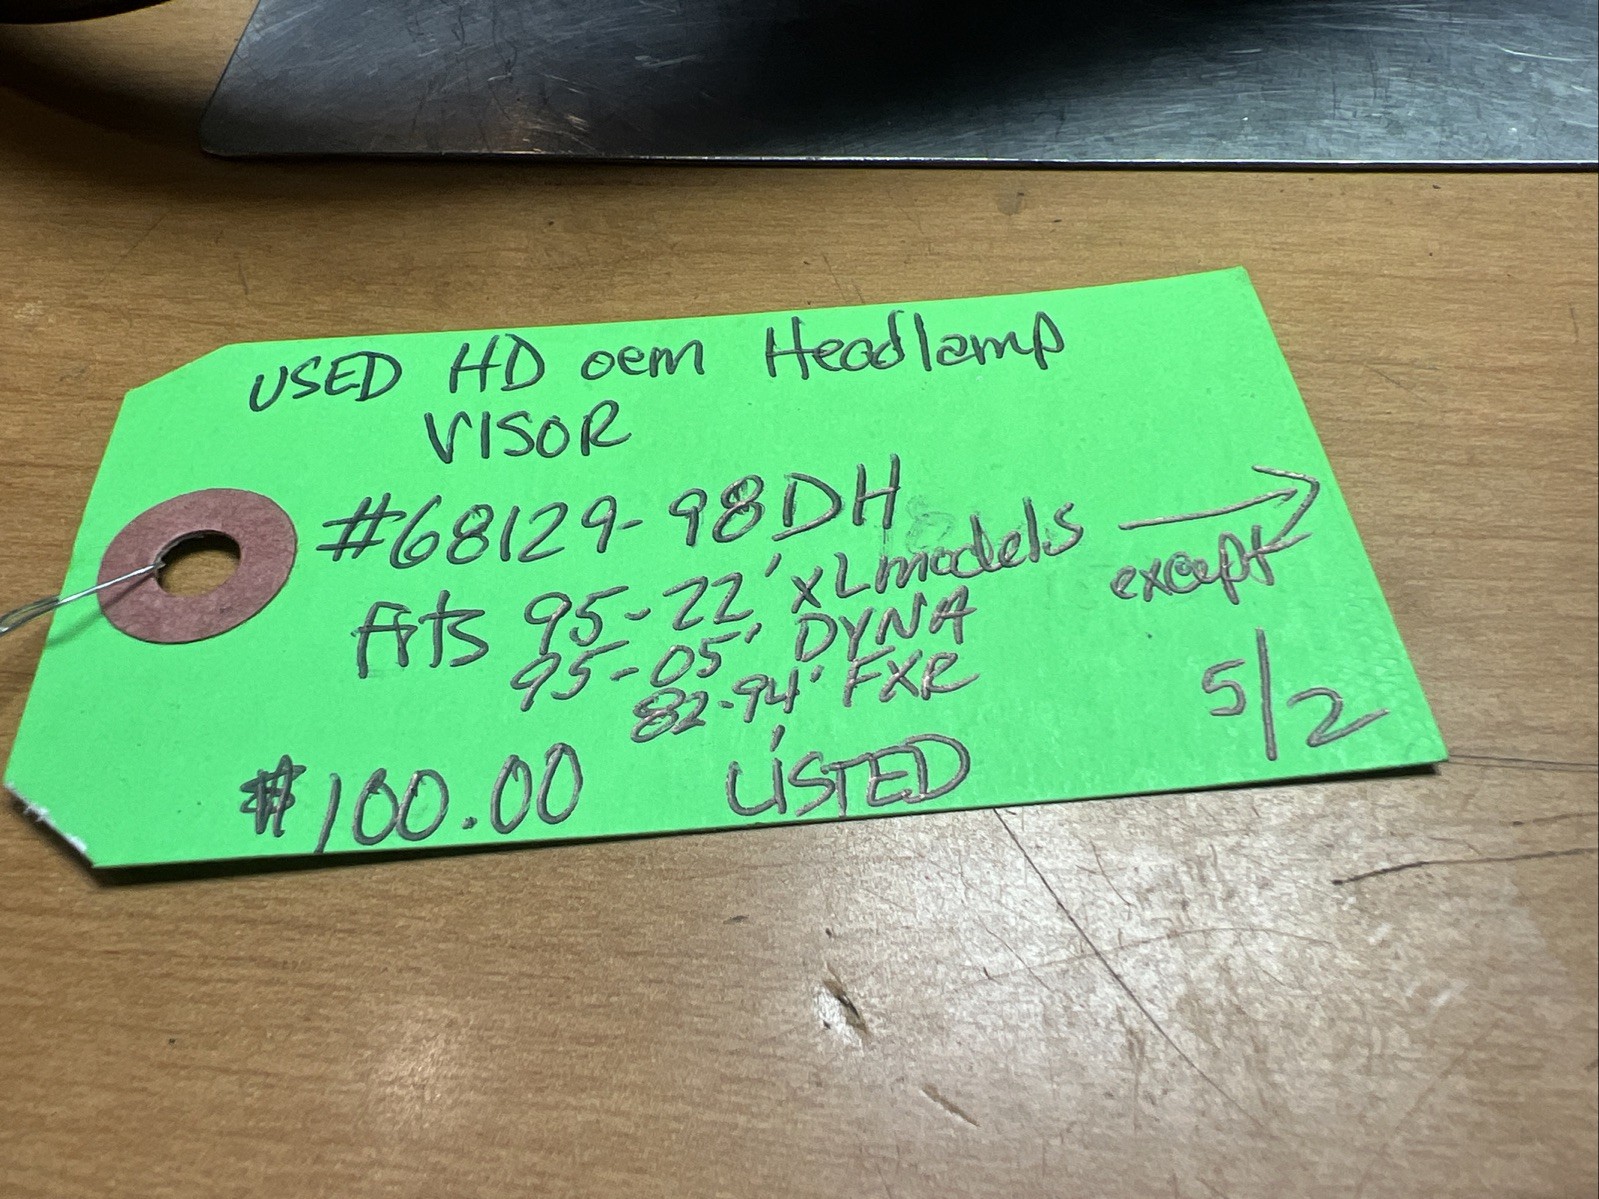 USED HD oem Headlamp
VISOR
#68129-98DH
fits 95-22' XL models →
except
95-05' DYNA
82-94' FXR
5/2
$100.00 LISTED